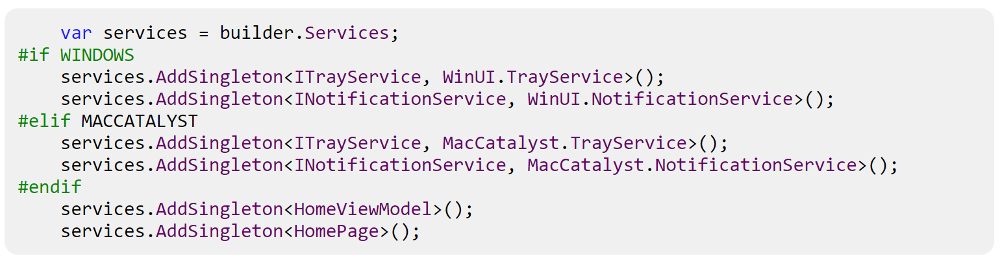 var services = builder.Services;
#if WINDOWS
services.AddSingleton<ITrayService, WinUI.TrayService>();
services.AddSingleton<INotificationService, WinUI.NotificationService>();
#elif MACCATALYST
services.AddSingleton<ITrayService, MacCatalyst.TrayService>();
services.AddSingleton<INotificationService, MacCatalyst.NotificationService>();
#endif
services.AddSingleton<HomeViewModel>();
services.AddSingleton<HomePage>();